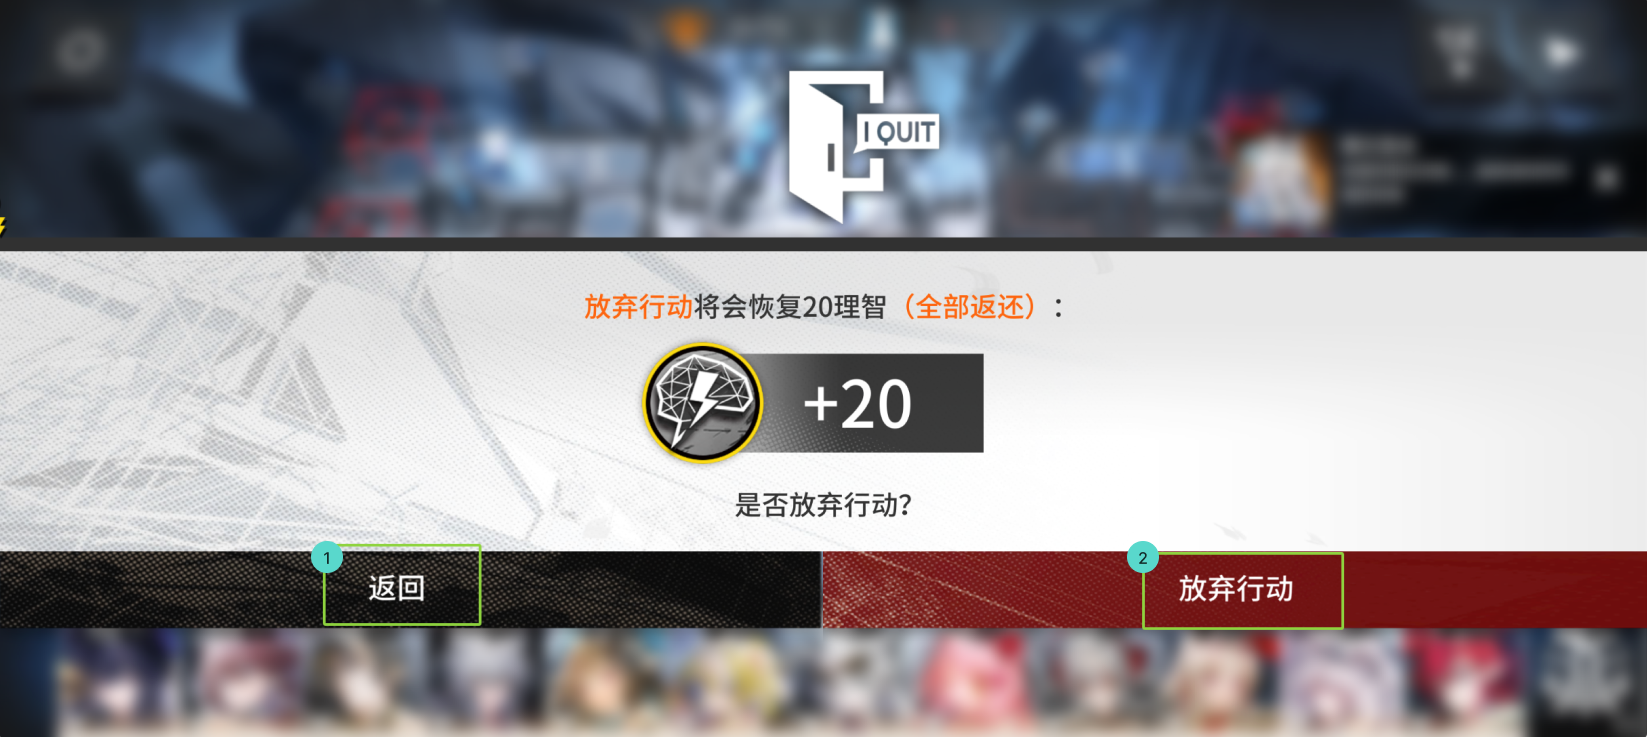 I QUIT
放弃行动将会恢复20理智（全部返还）：
+20
是否放弃行动？
1
返回
2
放弃行动